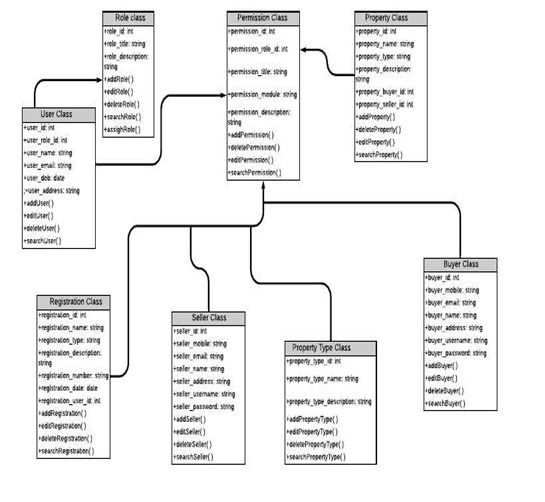 Role class
+role_id: int
+role_title: string
+role_description:
string
+addRole( )
+editRole( )
+deleteRole( )
+searchRole( )
+assighRole( )
Permission Class
+permission_id: int
+permission_role_id: int
+permission_title: string
+permission_module: string
+permission_description:
string
+addPermission( )
+deletePermission( )
+editPermission( )
+searchPermission( )
Property Class
+property_id: int
+property_name: string
+property_type: string
+property_description:
string
+property_buyer_id: int
+property_seller_id: int
+addProperty( )
+deleteProperty( )
+editProperty( )
+searchProperty( )
User Class
+user_id: int
+user_role_id: int
+user_name: string
+user_email: string
+user_dob: date
;+user_address: string
+addUser( )
+editUser( )
+deleteUser( )
+searchUser( )
Registration Class
+registration_id: int
+registration_name: string
+registration_type: string
+registration_description:
string
+registration_number: string
+registration_date: date
+registration_user_id: int
+addRegistration( )
+editRegistration( )
+deleteRegistration( )
+searchRegistration( )
Seller Class
+seller_id: int
+seller_mobile: string
+seller_email: string
+seller_name: string
+seller_address: string
+seller_username: string
+seller_password: string
+addSeller( )
+editSeller( )
+deleteSeller( )
+searchSeller( )
Property Type Class
+property_type_id: int
+property_type_name: string
+property_type_description: string
+addPropertyType( )
+editPropertyType( )
+deletePropertyType( )
+searchPropertyType( )
Buyer Class
+buyer_id: int
+buyer_mobile: string
+buyer_email: string
+buyer_name: string
+buyer_address: string
+buyer_username: string
+buyer_password: string
+addBuyer( )
+editBuyer( )
+deleteBuyer( )
+searchBuyer( )